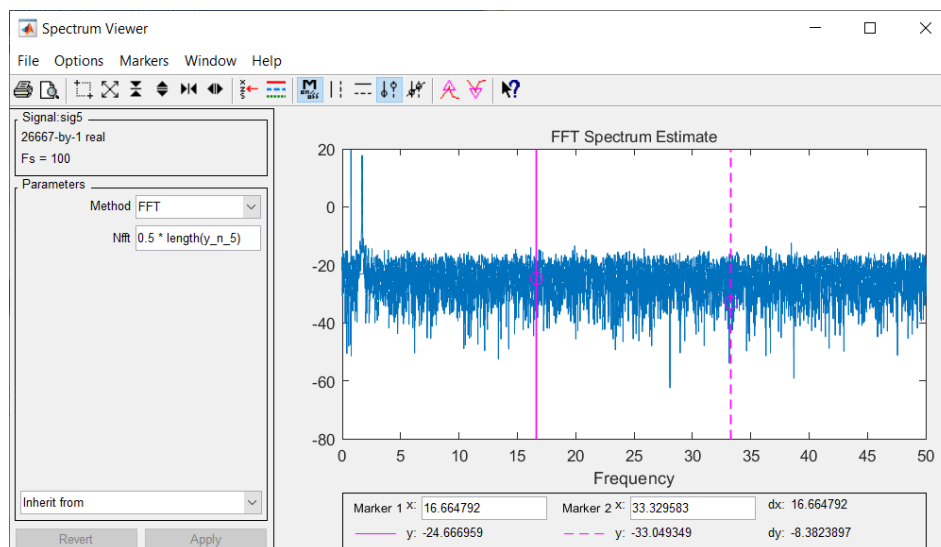 Spectrum Viewer
File Options Markers Window Help
Signal:sig5
26667-by-1 real
Fs = 100
Parameters
Method FFT
Nfft 0.5 * length(y_n_5)
Inherit from
Revert Apply
FFT Spectrum Estimate
20
0
-20
-40
-60
-80
0 5 10 15 20 25 30 35 40 45 50
Frequency
Marker 1 x: 16.664792 Marker 2 x: 33.329583 dx: 16.664792
y: -24.666959 y: -33.049349 dy: -8.3823897